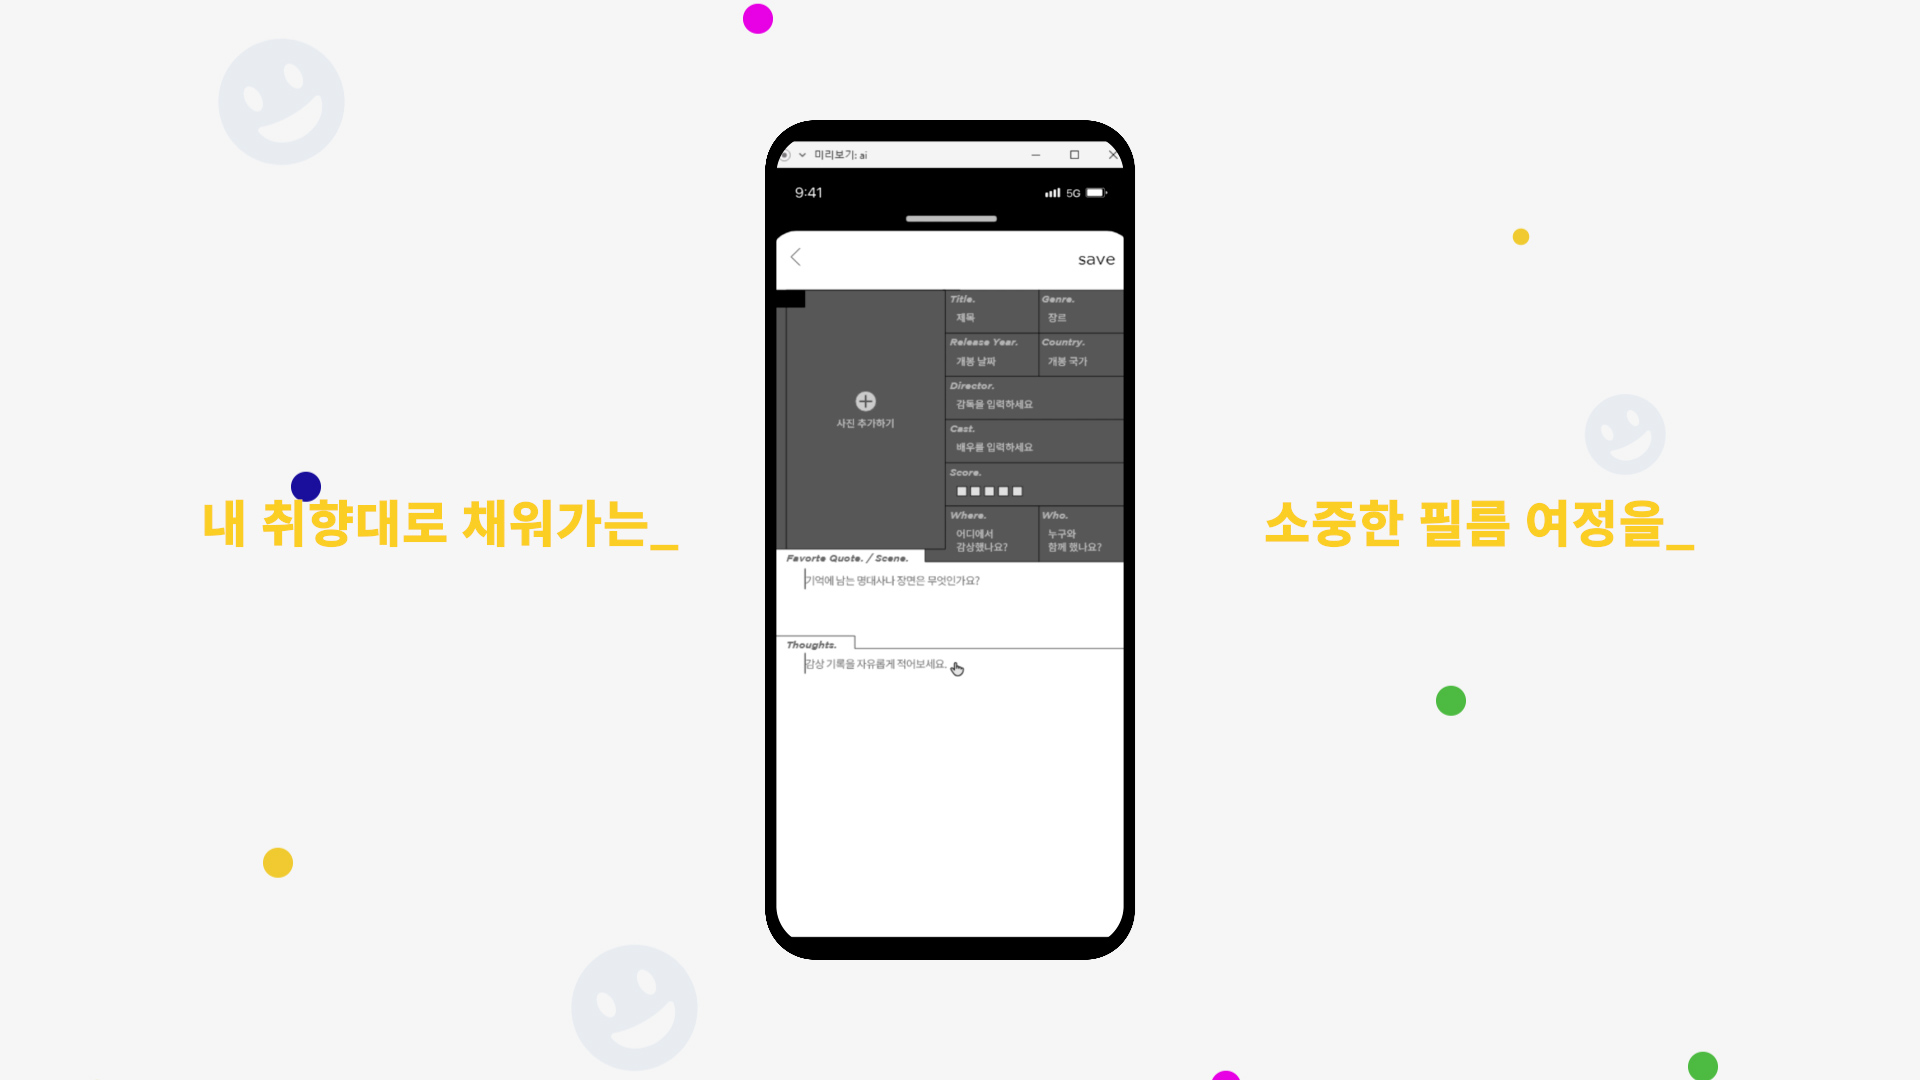 미리보기: ai
9:41
5G
save
Title.
제목
Genre.
장르
Release Year.
개봉 날짜
Country.
개봉 국가
Director.
감독을 입력하세요
사진 추가하기
Cast.
배우를 입력하세요
Score.
Where.
어디에서
감상했나요?
Who.
누구와
함께 했나요?
내 취향대로 채워가는_
소중한 필름 여정을_
Favorte Quote. / Scene.
기억에 남는 명대사나 장면은 무엇인가요?
Thoughts.
감상 기록을 자유롭게 적어보세요.